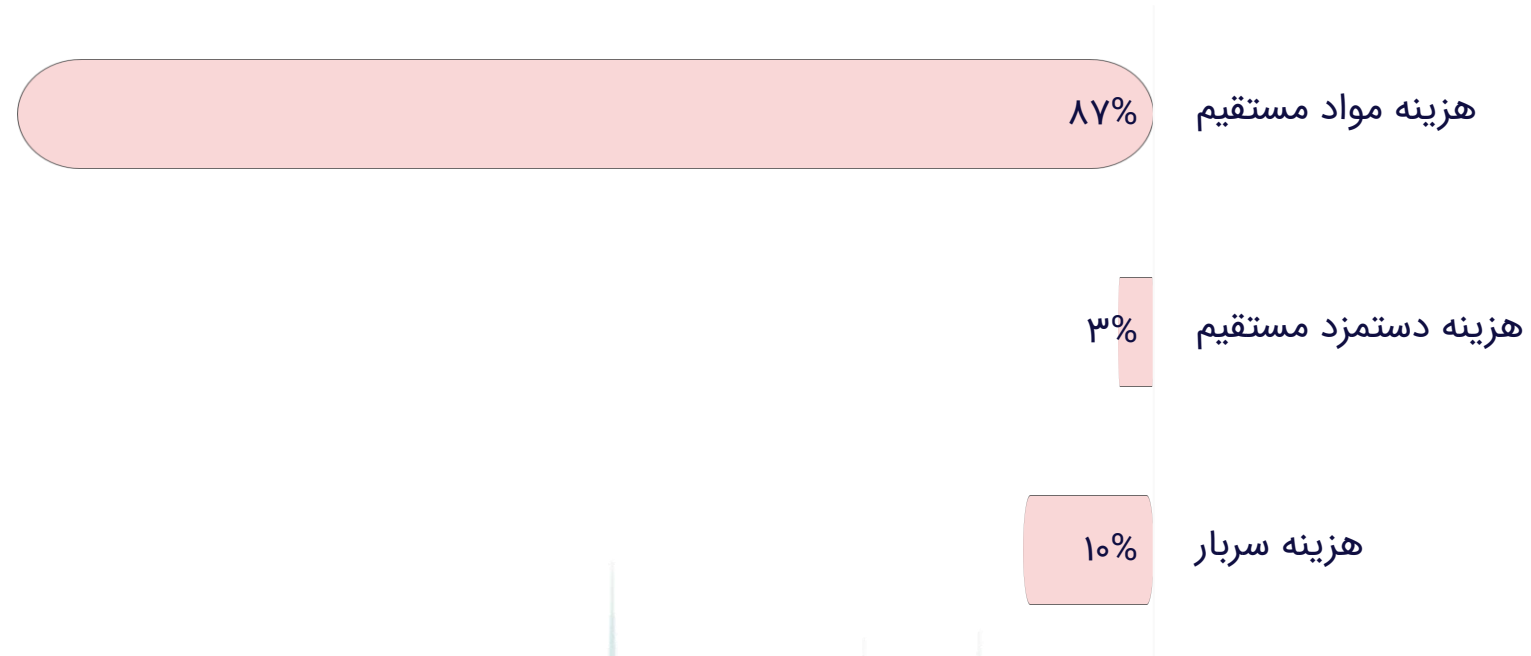 هزینه مواد مستقیم
۸۷%
هزینه دستمزد مستقیم
۳%
هزینه سربار
۱۰%